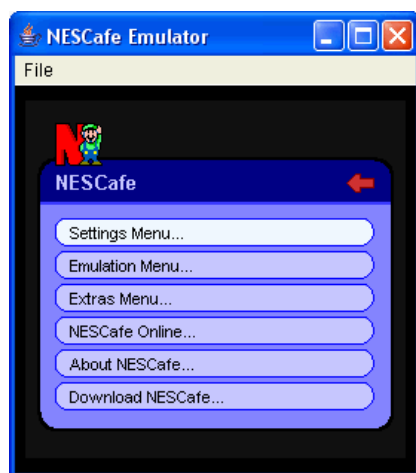 NESCafe Emulator
File
N
NESCafe
Settings Menu...
Emulation Menu...
Extras Menu...
NESCafe Online...
About NESCafe...
Download NESCafe...